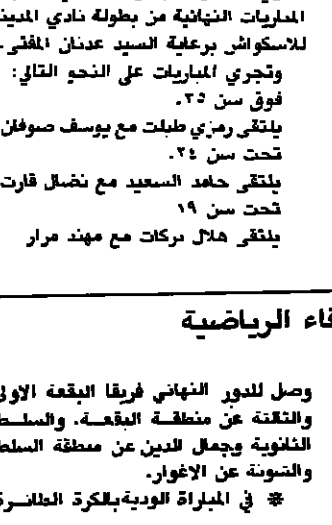 المباريات النهائية من بطولة نادي المدين
للاسكواش برعاية السيد عدنان المفتي.
وتجري المباريات على النحو التالي:
فوق سن ٣٥.
يلتقي رمزي طبلت مع يوسف صوفان
تحت سن ٣٤.
يلتقي حامد السعيد مع نضال قارت
تحت سن ١٩
يلتقي هلال بركات مع مهند مرار
قاء الرياضية
وصل للدور النهائي فريقا البقعة الاولى
والثالثة عن منطقة البقعة، والسلط
الثانوية وجمال الدين عن منطقة السلط
والشونة عن الاغوار.
* في المباراة الودية بالكرة الطائرة